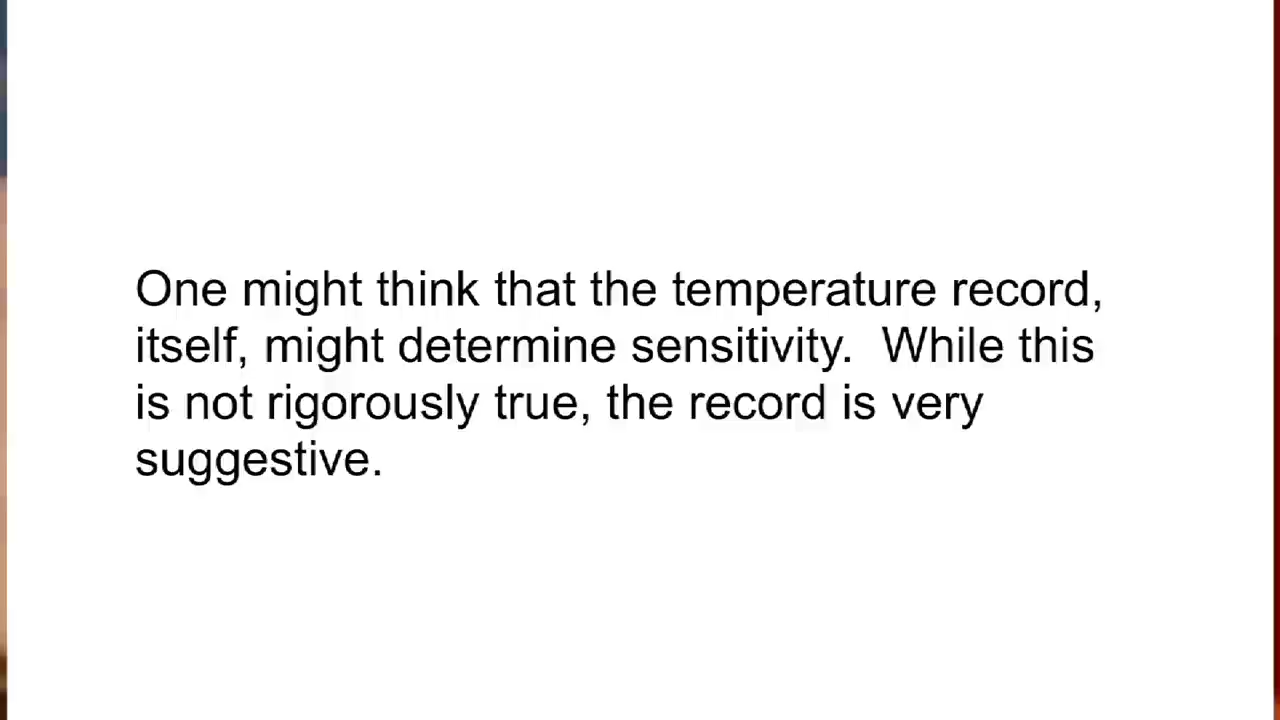 One might think that the temperature record,
itself, might determine sensitivity.  While this
is not rigorously true, the record is very
suggestive.